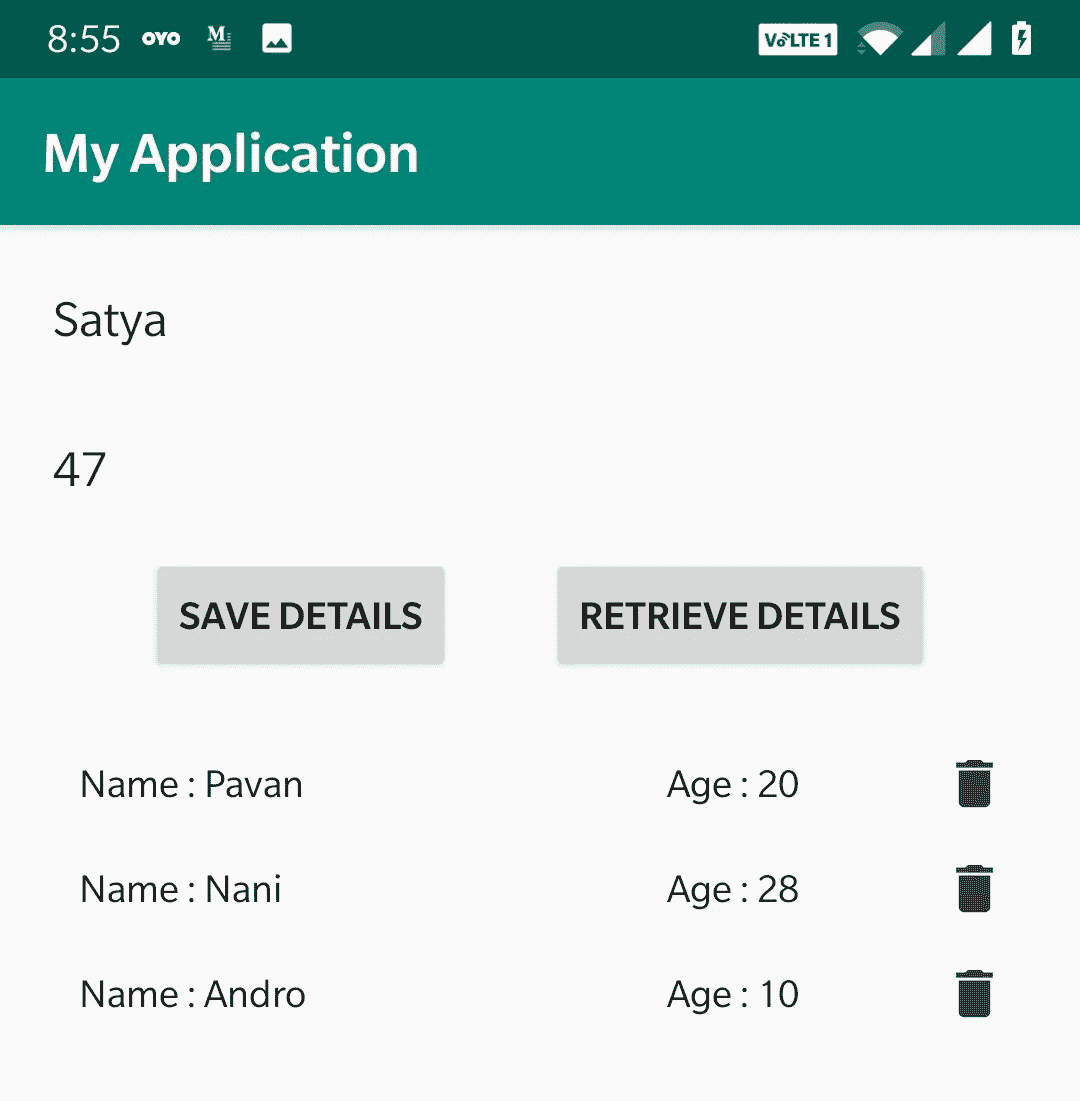 8:55 OYO M VoLTE 1
My Application
Satya
47
SAVE DETAILS RETRIEVE DETAILS
Name : Pavan Age : 20
Name : Nani Age : 28
Name : Andro Age : 10